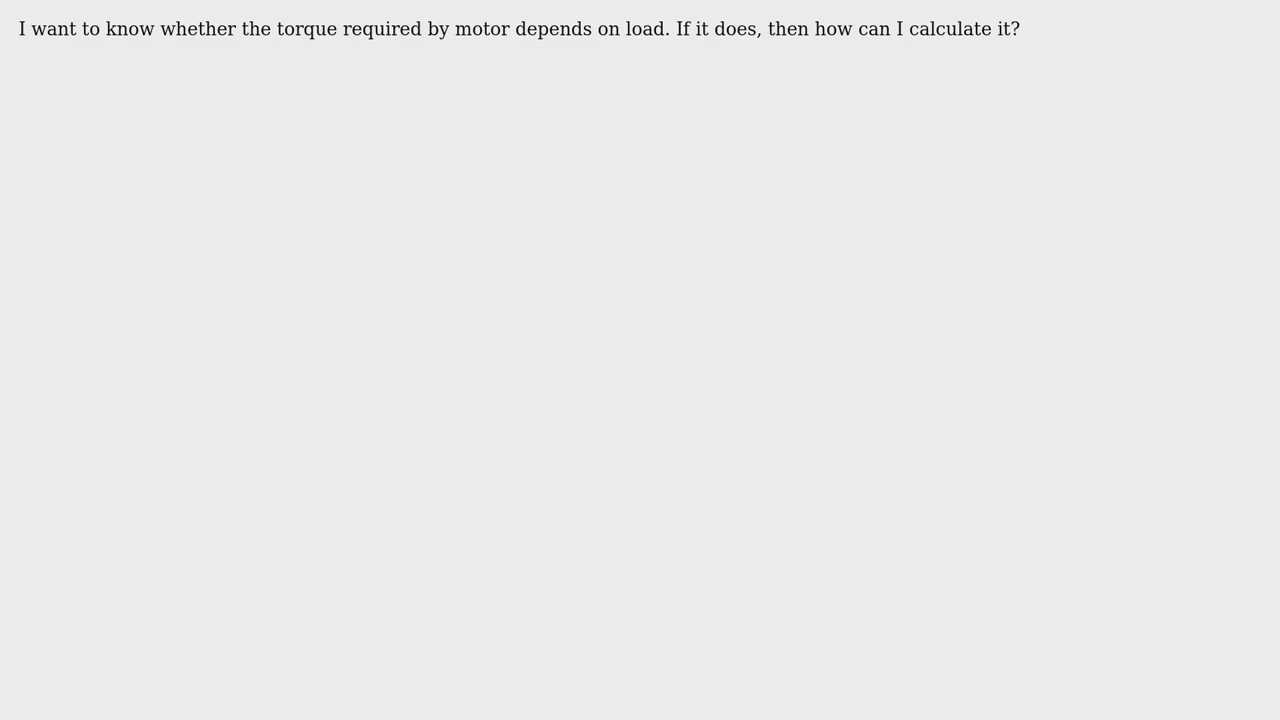 I want to know whether the torque required by motor depends on load. If it does, then how can I calculate it?